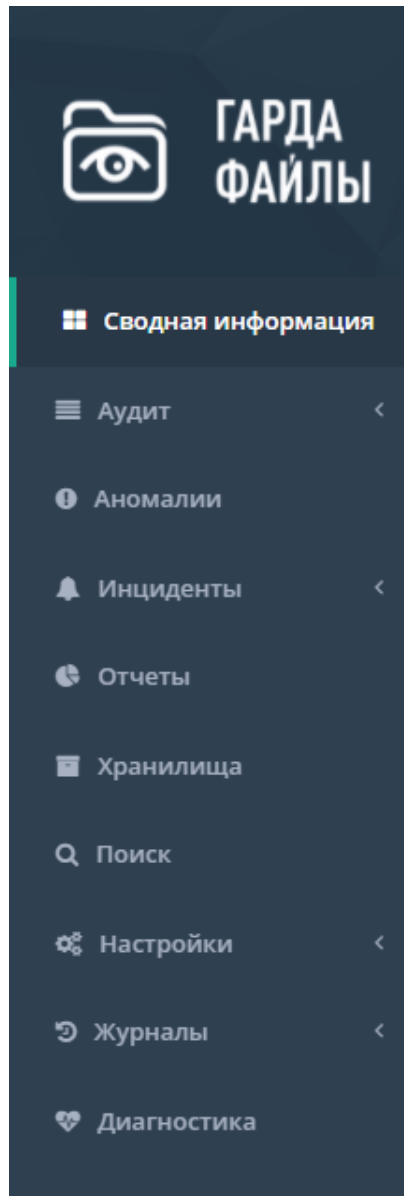 ГАРДА
ФАЙЛЫ
Сводная информация
Аудит
Аномалии
Инциденты
Отчеты
Хранилища
Поиск
Настройки
Журналы
Диагностика